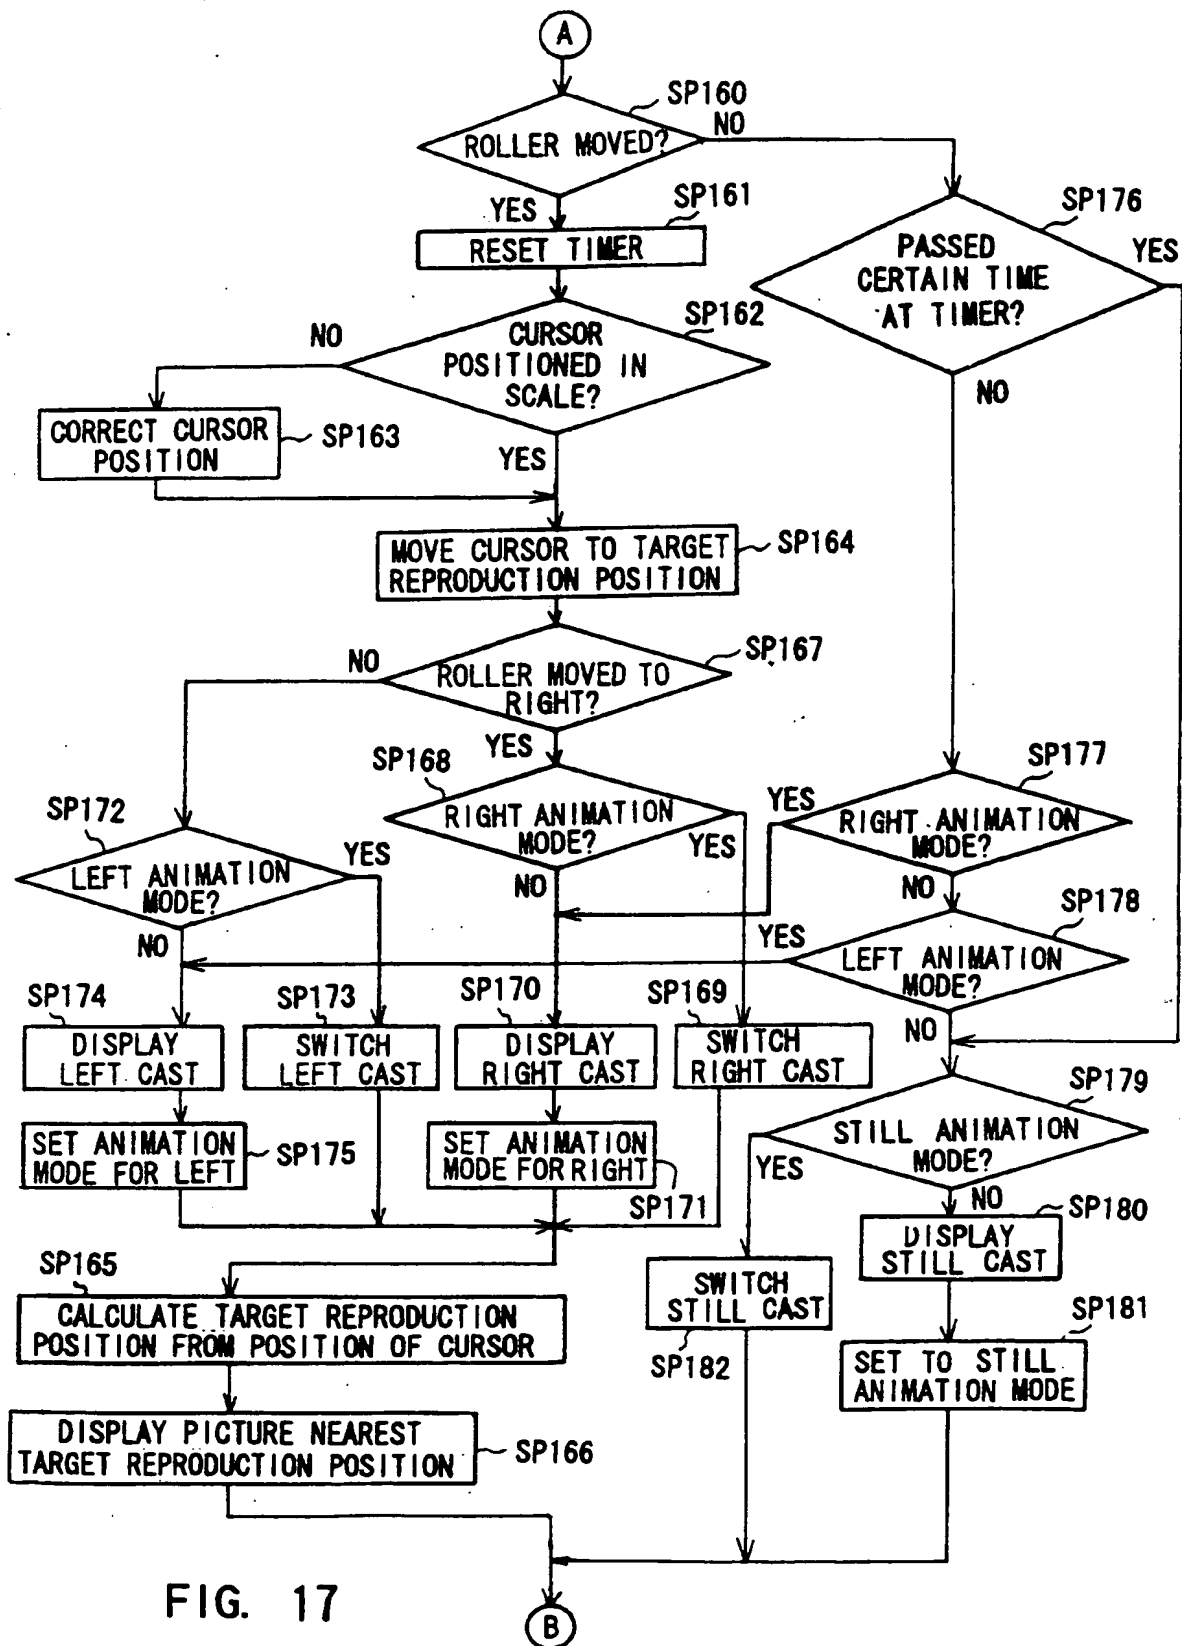 A
SP160
ROLLER MOVED?
NO
YES
SP161
RESET TIMER
SP176
PASSED
CERTAIN TIME
AT TIMER?
YES
NO
SP162
CURSOR
POSITIONED IN
SCALE?
NO
YES
CORRECT CURSOR
POSITION
SP163
MOVE CURSOR TO TARGET
REPRODUCTION POSITION
SP164
SP167
ROLLER MOVED TO
RIGHT?
NO
YES
SP168
RIGHT ANIMATION
MODE?
YES
NO
SP177
YES
RIGHT ANIMATION
MODE?
NO
SP172
LEFT ANIMATION
MODE?
YES
NO
SP178
YES
LEFT ANIMATION
MODE?
NO
SP174
DISPLAY
LEFT CAST
SP173
SWITCH
LEFT CAST
SP170
DISPLAY
RIGHT CAST
SP169
SWITCH
RIGHT CAST
SP179
STILL ANIMATION
MODE?
YES
NO
SET ANIMATION
MODE FOR LEFT
SP175
SET ANIMATION
MODE FOR RIGHT
SP171
SP180
DISPLAY
STILL CAST
SP165
CALCULATE TARGET REPRODUCTION
POSITION FROM POSITION OF CURSOR
SWITCH
STILL CAST
SP182
SP181
SET TO STILL
ANIMATION MODE
DISPLAY PICTURE NEAREST
TARGET REPRODUCTION POSITION
SP166
FIG. 17
B